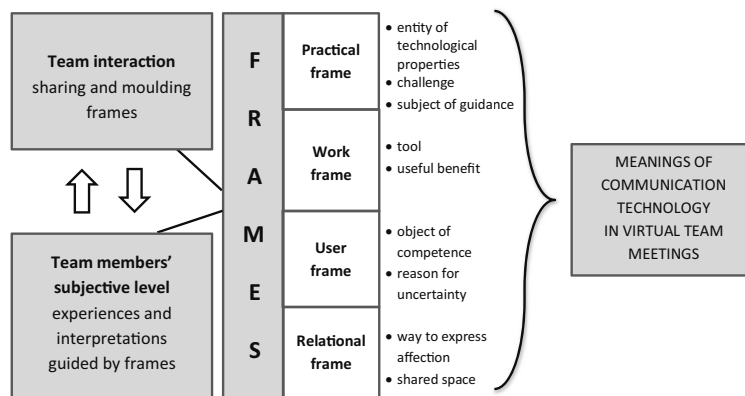 Team interaction
sharing and moulding
frames
Team members’
subjective level
experiences and
interpretations
guided by frames
F
R
A
M
E
S
Practical
frame
• entity of
technological
properties
• challenge
• subject of guidance
Work
frame
• tool
• useful benefit
User
frame
• object of
competence
• reason for
uncertainty
Relational
frame
• way to express
affection
• shared space
MEANINGS OF
COMMUNICATION
TECHNOLOGY
IN VIRTUAL TEAM
MEETINGS